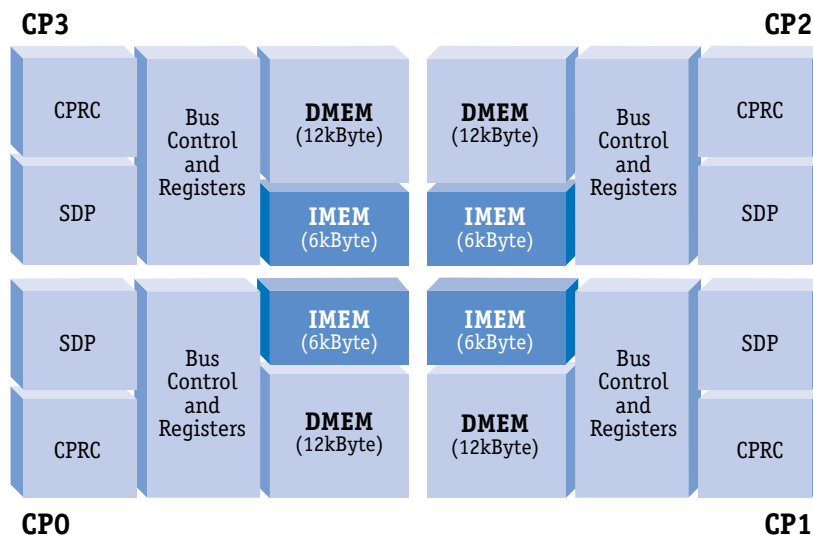 CP3
CP2
CPRC
Bus
Control
and
Registers
DMEM
(12kByte)
DMEM
(12kByte)
Bus
Control
and
Registers
CPRC
SDP
IMEM
(6kByte)
IMEM
(6kByte)
SDP
SDP
Bus
Control
and
Registers
IMEM
(6kByte)
IMEM
(6kByte)
Bus
Control
and
Registers
SDP
CPRC
DMEM
(12kByte)
DMEM
(12kByte)
CPRC
CP0
CP1